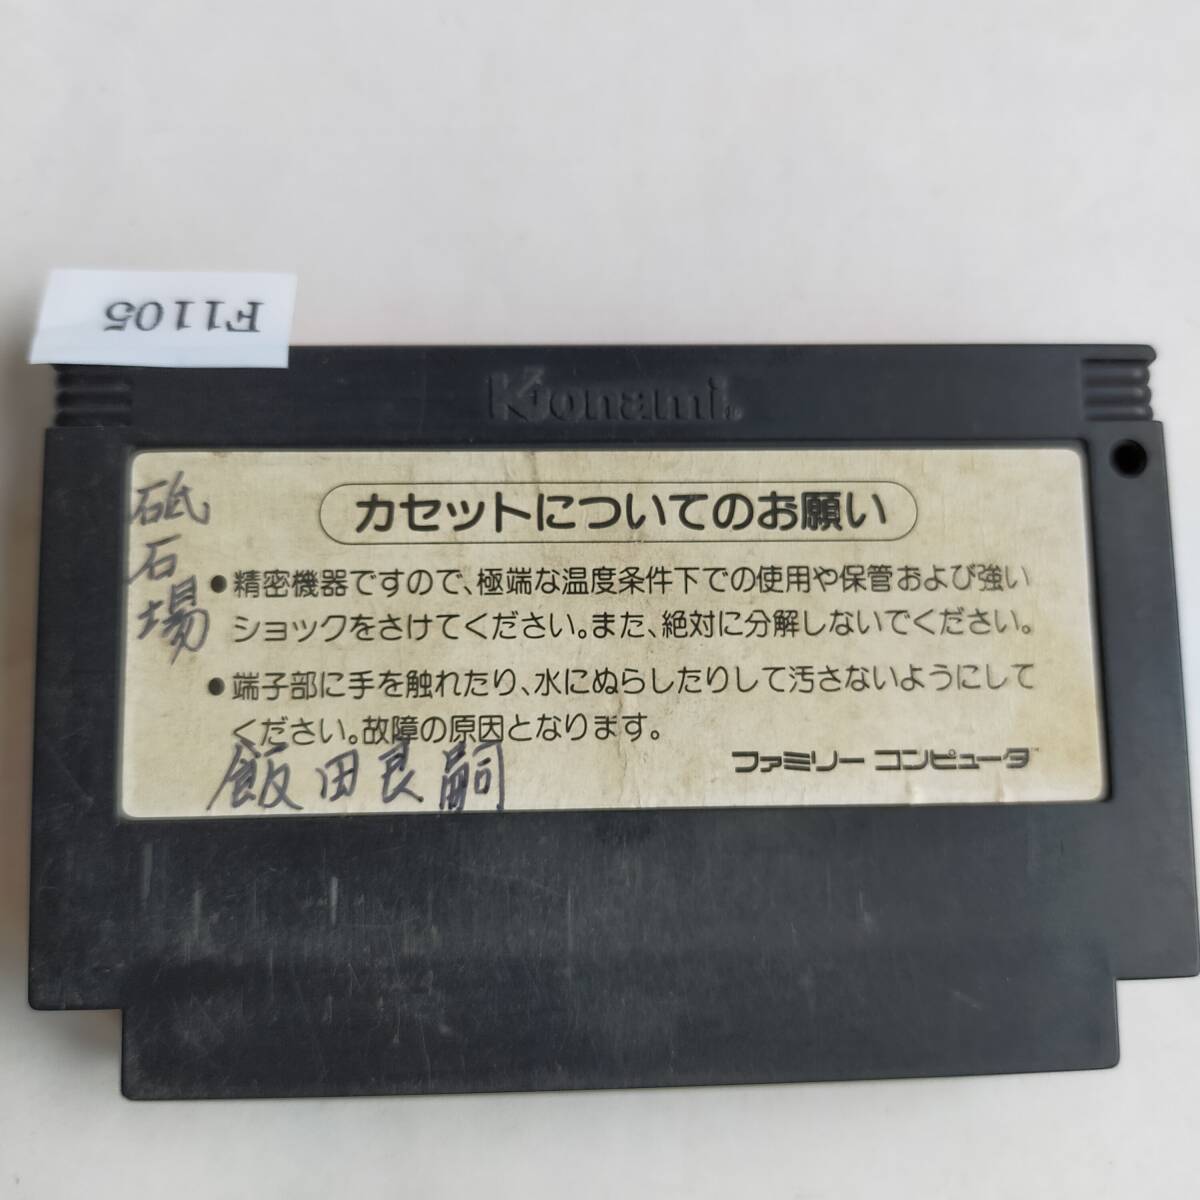 F1105
Konami
カセットについてのお願い
●精密機器ですので、極端な温度条件下での使用や保管および強い
ショックをさけてください。また、絶対に分解しないでください。
●端子部に手を触れたり、水にぬらしたりして汚さないようにして
ください。故障の原因となります。
ファミリー コンピュータ™
砥石場
飯田良嗣